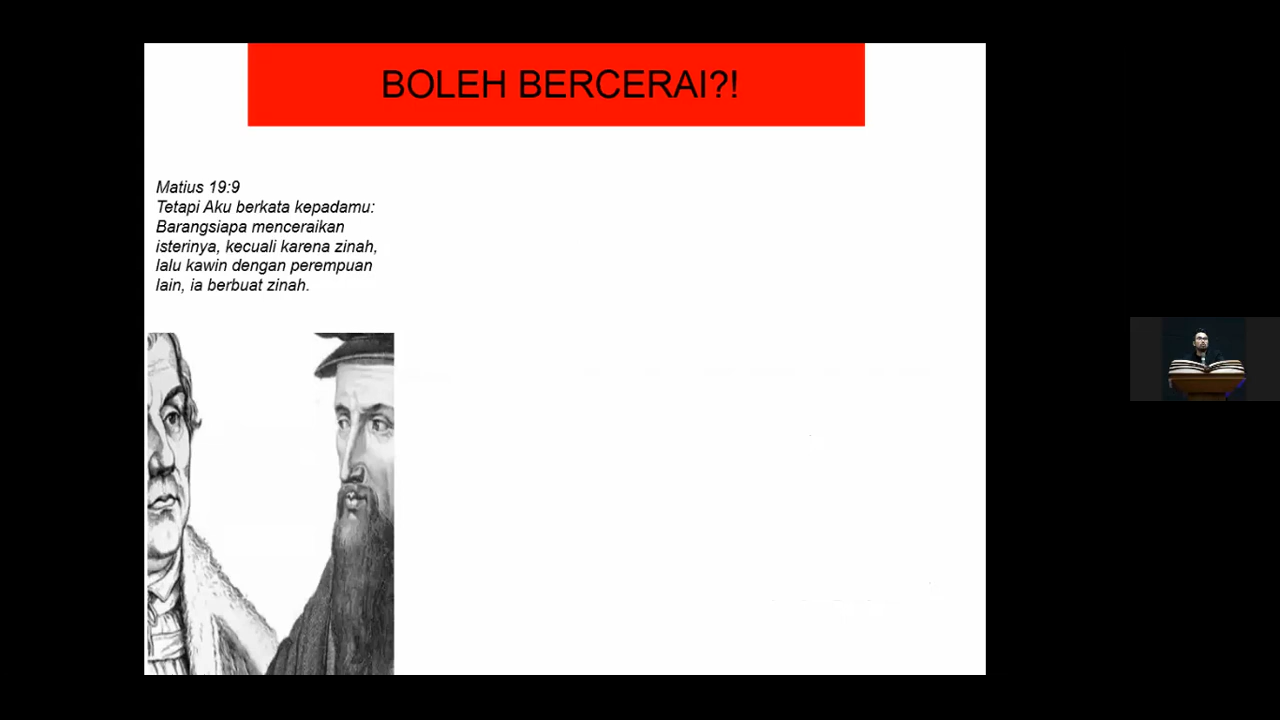 BOLEH BERCERAI?!
Matius 19:9
Tetapi Aku berkata kepadamu:
Barangsiapa menceraikan
isterinya, kecuali karena zinah,
lalu kawin dengan perempuan
lain, ia berbuat zinah.